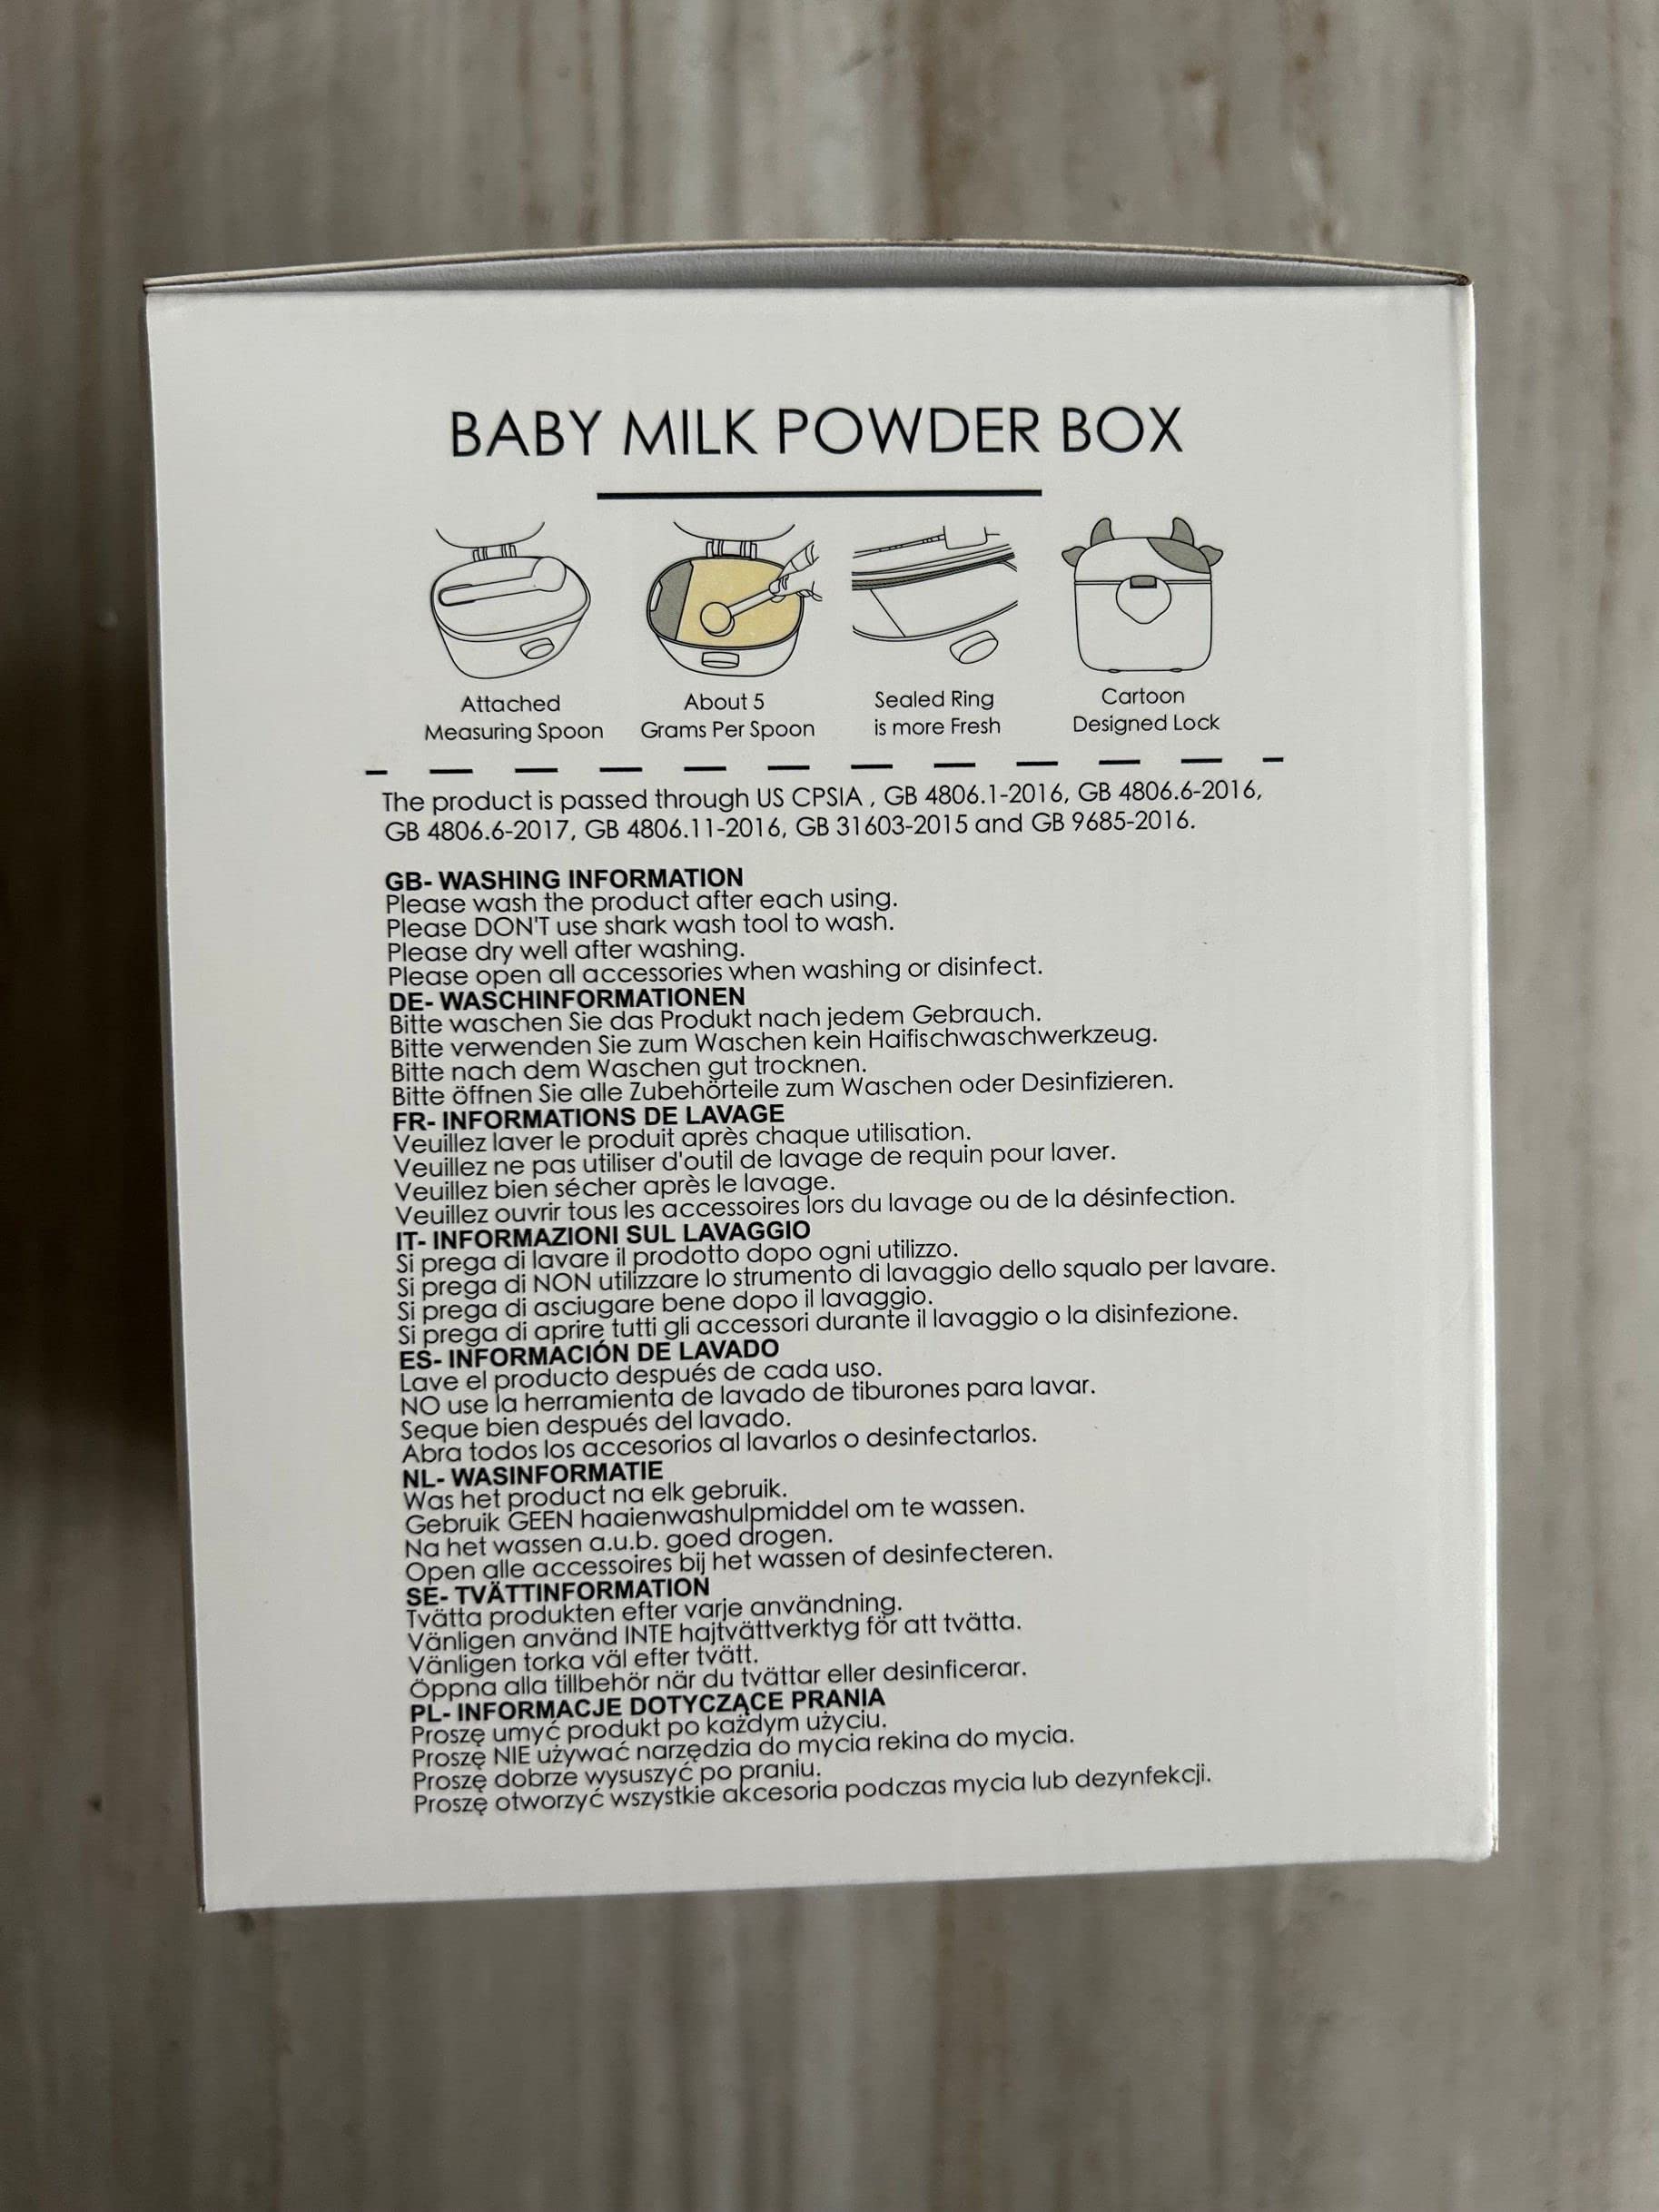 BABY MILK POWDER BOX
Attached
Measuring Spoon
About 5
Grams Per Spoon
Sealed Ring
is more Fresh
Cartoon
Designed Lock
The product is passed through US CPSIA , GB 4806.1-2016, GB 4806.6-2016,
GB 4806.6-2017, GB 4806.11-2016, GB 31603-2015 and GB 9685-2016.
GB- WASHING INFORMATION
Please wash the product after each using.
Please DON'T use shark wash tool to wash.
Please dry well after washing.
Please open all accessories when washing or disinfect.
DE- WASCHINFORMATIONEN
Bitte waschen Sie das Produkt nach jedem Gebrauch.
Bitte verwenden Sie zum Waschen kein Haifischwaschwerkzeug.
Bitte nach dem Waschen gut trocknen.
Bitte öffnen Sie alle Zubehörteile zum Waschen oder Desinfizieren.
FR- INFORMATIONS DE LAVAGE
Veuillez laver le produit après chaque utilisation.
Veuillez ne pas utiliser d'outil de lavage de requin pour laver.
Veuillez bien sécher après le lavage.
Veuillez ouvrir tous les accessoires lors du lavage ou de la désinfection.
IT- INFORMAZIONI SUL LAVAGGIO
Si prega di lavare il prodotto dopo ogni utilizzo.
Si prega di NON utilizzare lo strumento di lavaggio dello squalo per lavare.
Si prega di asciugare bene dopo il lavaggio.
Si prega di aprire tutti gli accessori durante il lavaggio o la disinfezione.
ES- INFORMACIÓN DE LAVADO
Lave el producto después de cada uso.
NO use la herramienta de lavado de tiburones para lavar.
Seque bien después del lavado.
Abra todos los accesorios al lavarlos o desinfectarlos.
NL- WASINFORMATIE
Was het product na elk gebruik.
Gebruik GEEN haaienwashulpmiddel om te wassen.
Na het wassen a.u.b. goed drogen.
Open alle accessoires bij het wassen of desinfecteren.
SE- TVÄTTINFORMATION
Tvätta produkten efter varje användning.
Vänligen använd INTE hajtvättverktyg för att tvätta.
Vänligen torka väl efter tvätt.
Öppna alla tillbehör när du tvättar eller desinficerar.
PL- INFORMACJE DOTYCZĄCE PRANIA
Proszę umyć produkt po każdym użyciu.
Proszę NIE używać narzędzia do mycia rekina do mycia.
Proszę dobrze wysuszyć po praniu.
Proszę otworzyć wszystkie akcesoria podczas mycia lub dezynfekcji.